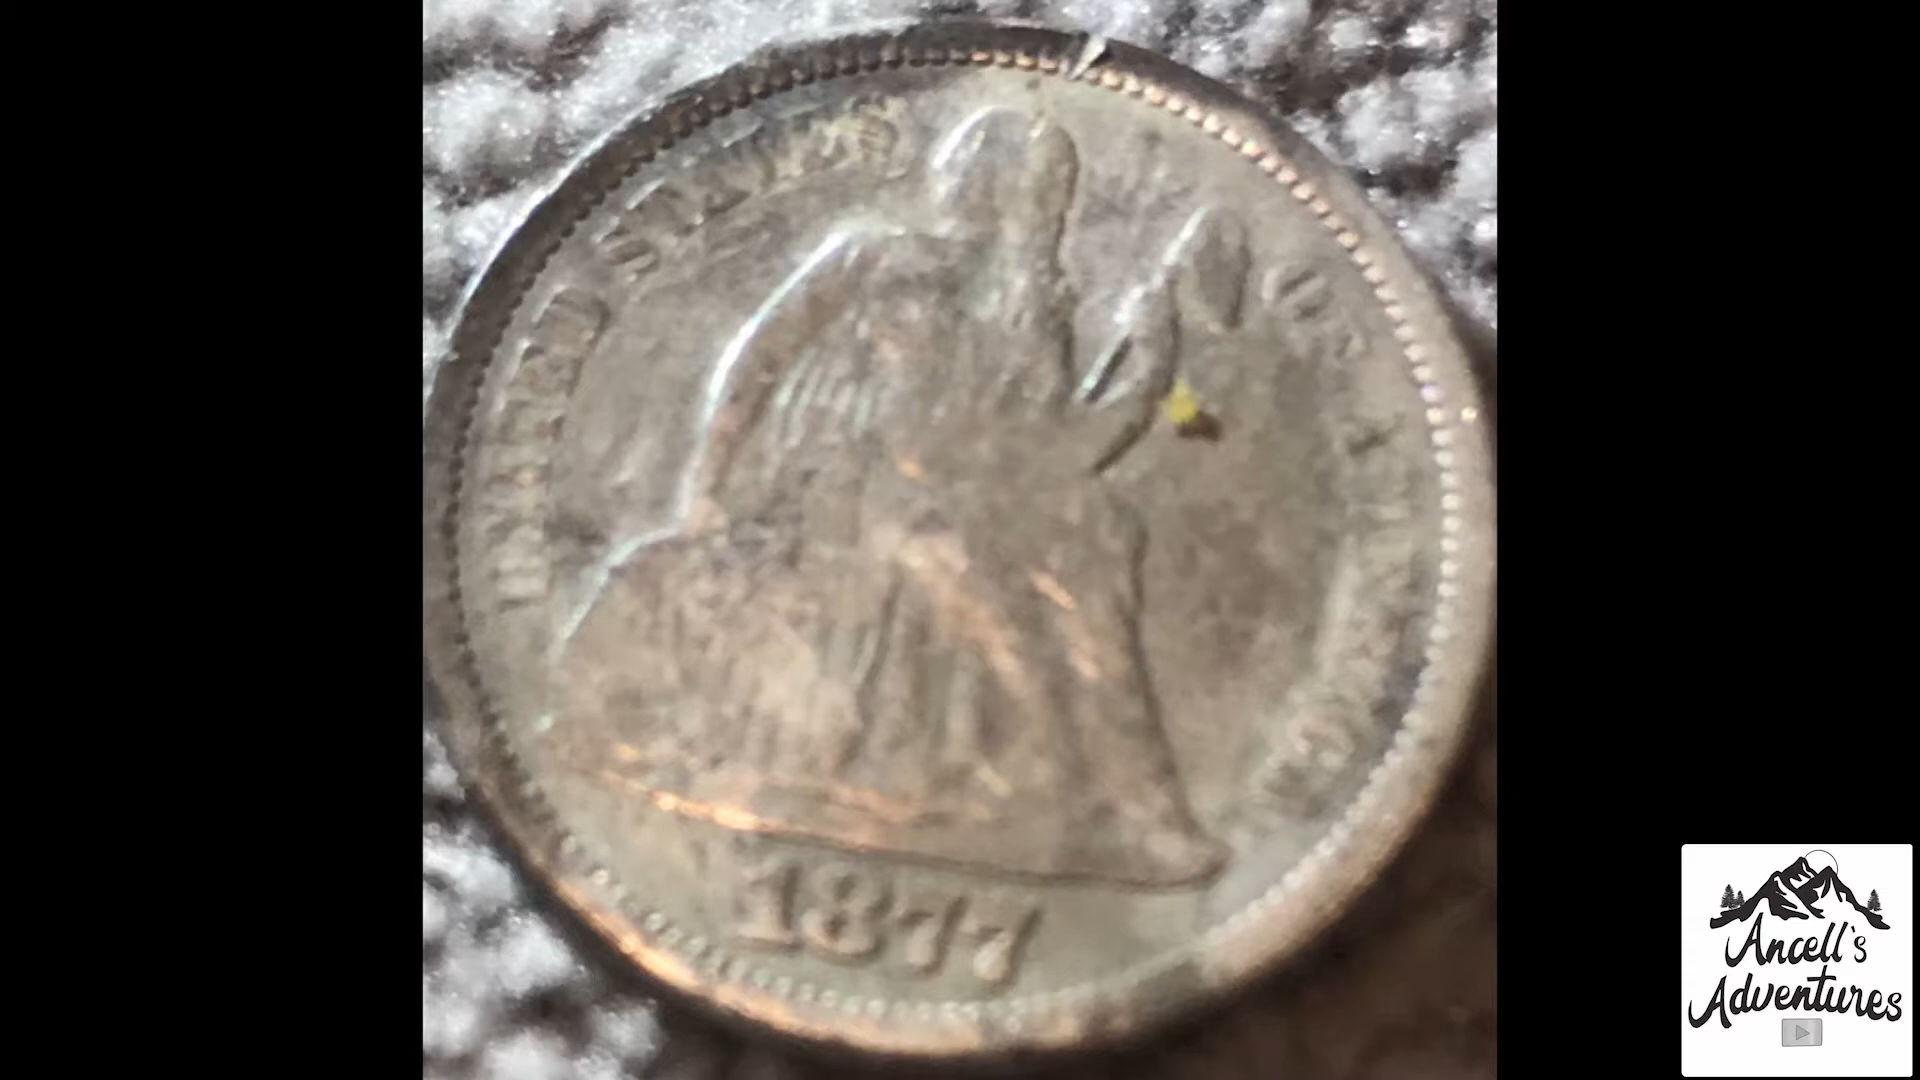 UNITED STATES
OF AMERICA
1877
Ancell's
Adventures